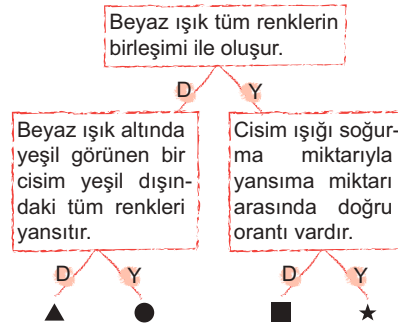 Beyaz ışık tüm renklerin
birleşimi ile oluşur.
D
Y
Beyaz ışık altında
yeşil görünen bir
cisim yeşil dışın-
daki tüm renkleri
yansıtır.
Cisim ışığı soğur-
ma miktarıyla
yansıma miktarı
arasında doğru
orantı vardır.
D
Y
D
Y